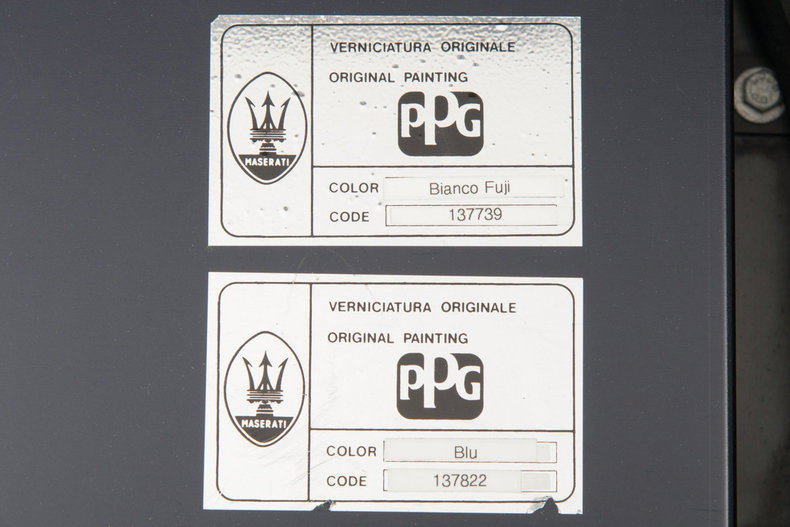 VERNICIATURA ORIGINALE
ORIGINAL PAINTING
PPG
MASERATI
COLOR Bianco Fuji
CODE 137739
VERNICIATURA ORIGINALE
ORIGINAL PAINTING
PPG
MASERATI
COLOR Blu
CODE 137822